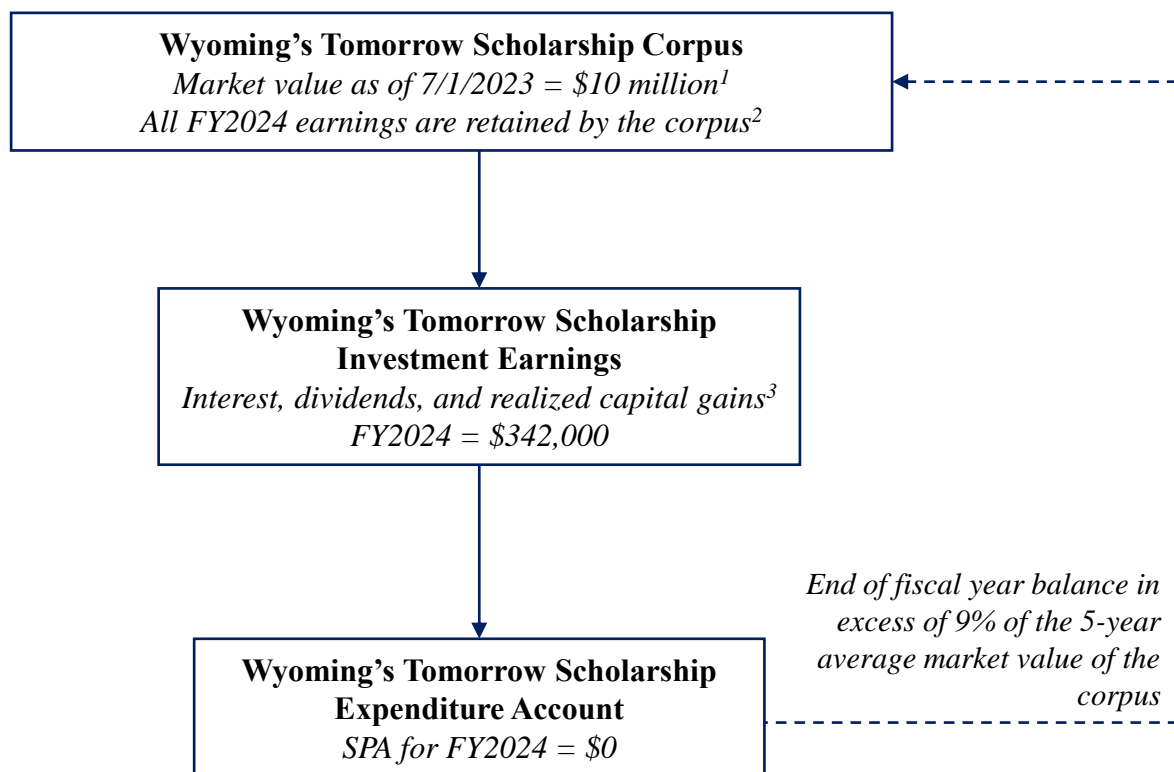 Wyoming’s Tomorrow Scholarship Corpus
Market value as of 7/1/2023 = $10 million1
All FY2024 earnings are retained by the corpus2
Wyoming’s Tomorrow Scholarship
Investment Earnings
Interest, dividends, and realized capital gains3
FY2024 = $342,000
End of fiscal year balance in
excess of 9% of the 5-year
average market value of the
corpus
Wyoming’s Tomorrow Scholarship
Expenditure Account
SPA for FY2024 = $0